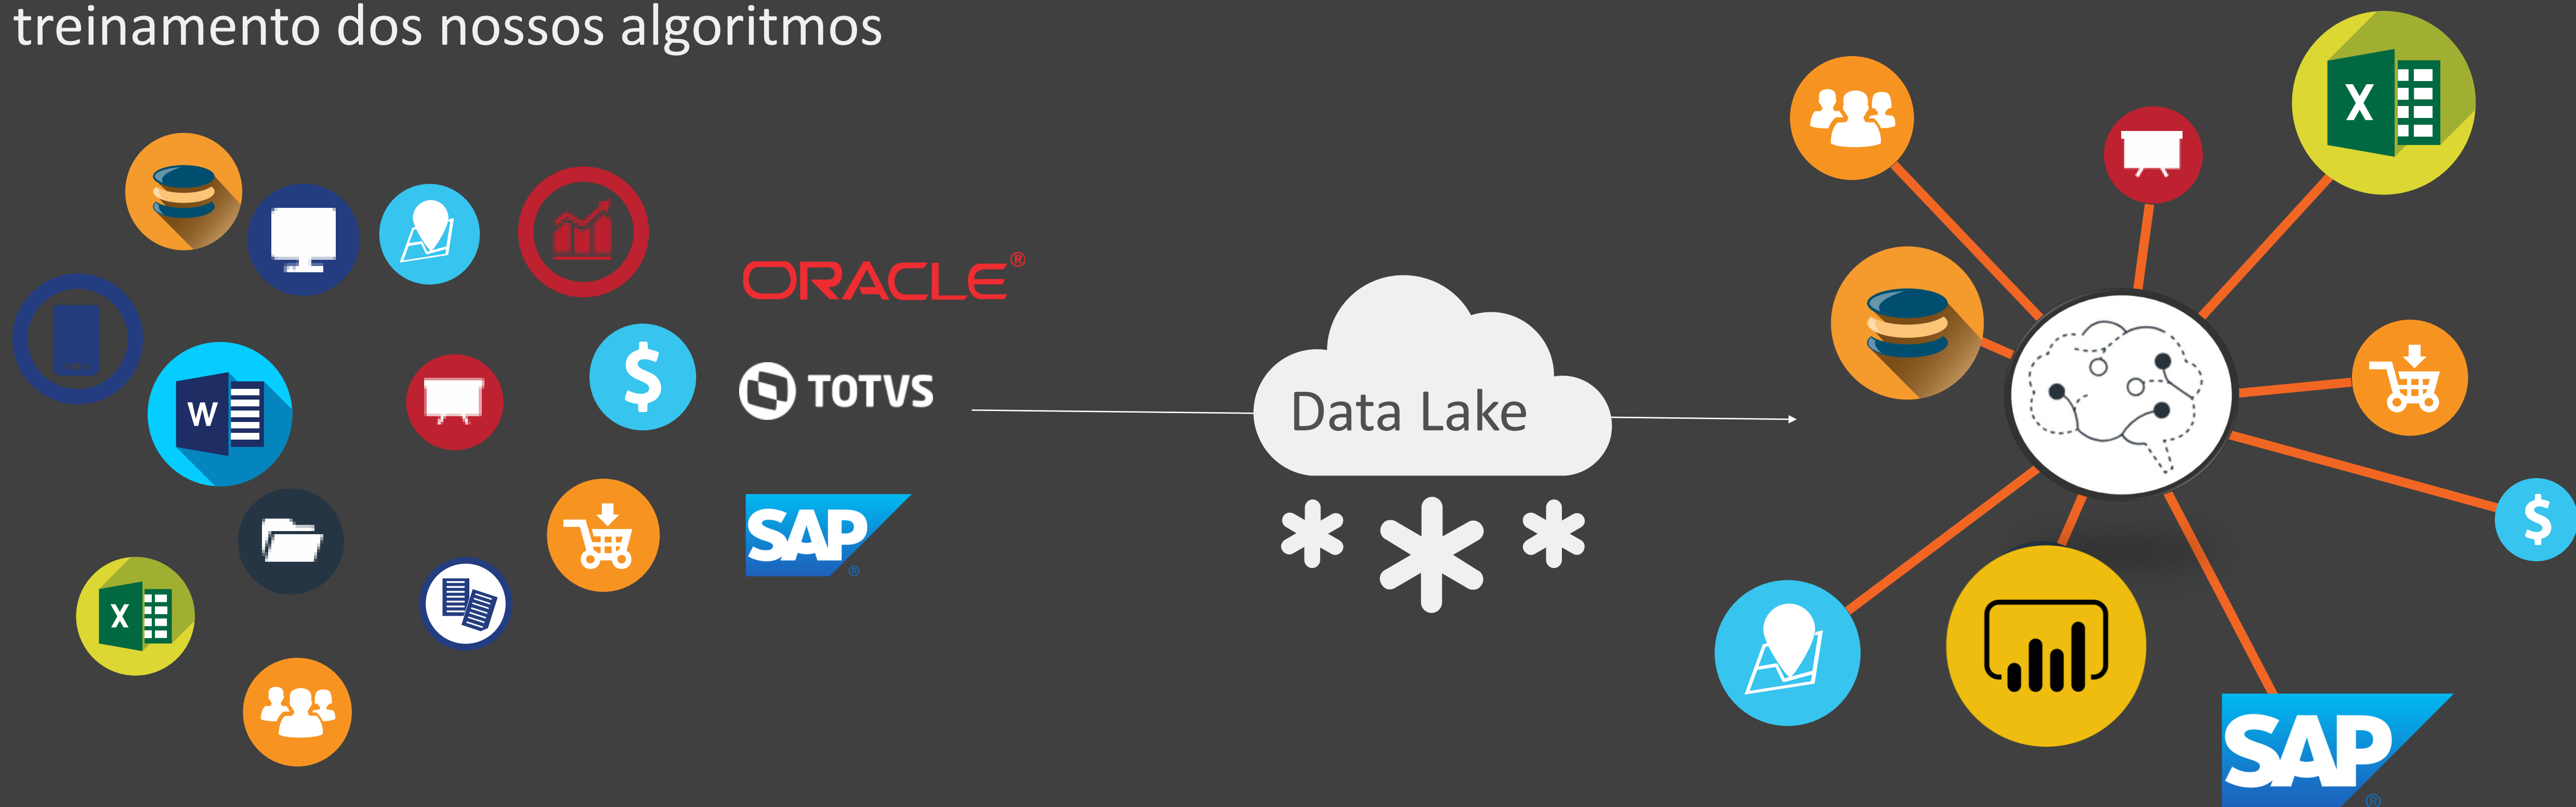 treinamento dos nossos algoritmos
ORACLE®
TOTVS
SAP®
W
X
$
Data Lake
X
$
SAP®